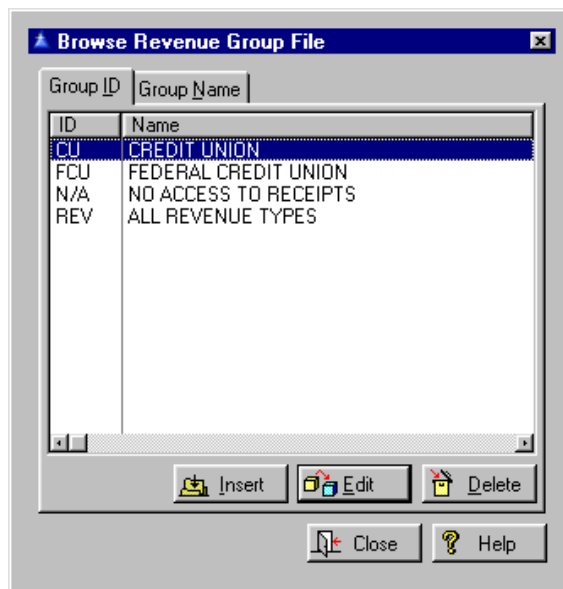 Browse Revenue Group File
Group ID Group Name
ID Name
CU CREDIT UNION
FCU FEDERAL CREDIT UNION
N/A NO ACCESS TO RECEIPTS
REV ALL REVENUE TYPES
Insert Edit Delete
Close Help